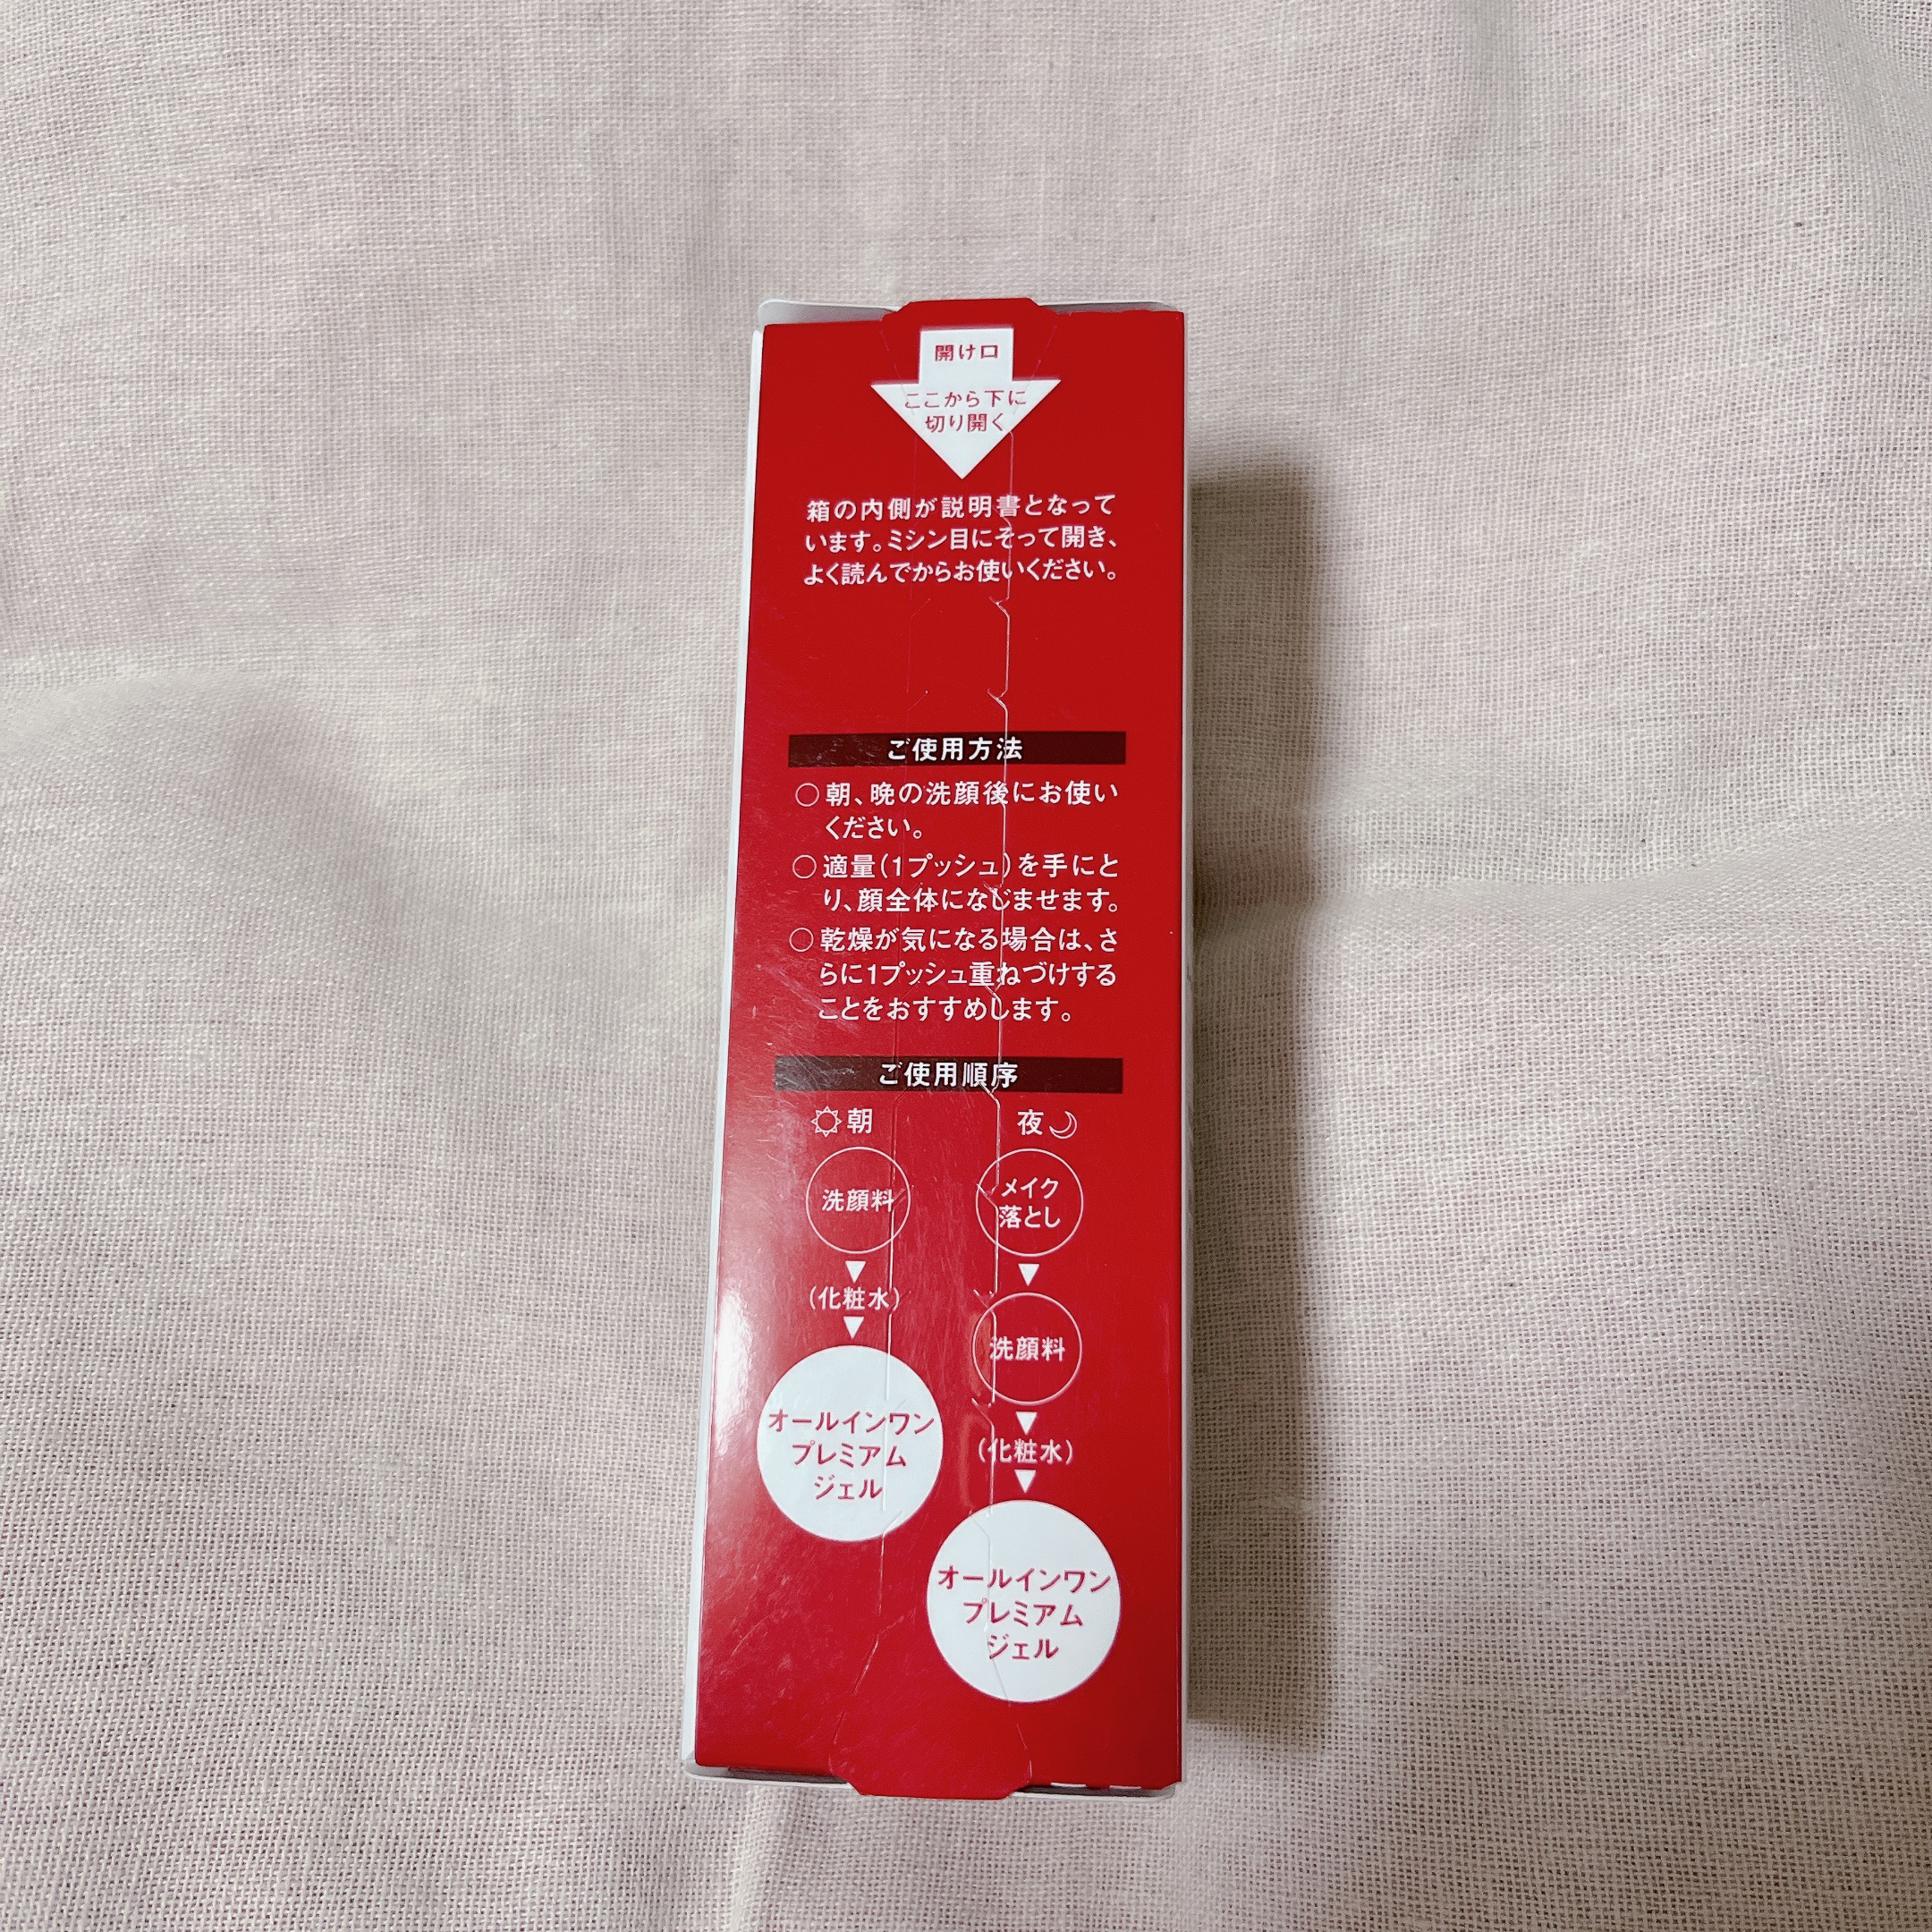 開け口
ここから下に
切り開く
箱の内側が説明書となって
います。ミシン目にそって開き、
よく読んでからお使いください。
ご使用方法
○朝、晩の洗顔後にお使い
ください。
○適量(1プッシュ)を手にと
り、顔全体になじませます。
○乾燥が気になる場合は、さ
らに1プッシュ重ねづけする
ことをおすすめします。
ご使用順序
朝
洗顔料
(化粧水)
オールインワン
プレミアム
ジェル
夜
メイク
落とし
洗顔料
(化粧水)
オールインワン
プレミアム
ジェル